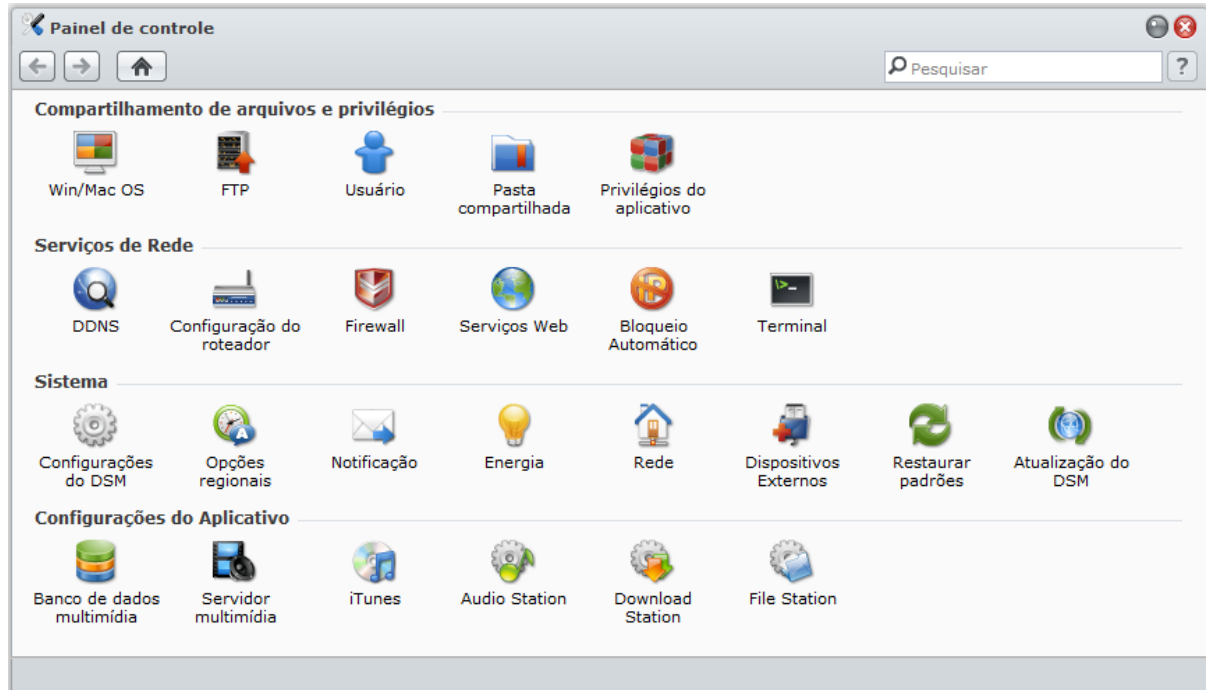 Painel de controle
Pesquisar
?
Compartilhamento de arquivos e privilégios
Win/Mac OS
FTP
Usuário
Pasta
compartilhada
Privilégios do
aplicativo
Serviços de Rede
DDNS
Configuração do
roteador
Firewall
Serviços Web
Bloqueio
Automático
Terminal
Sistema
Configurações
do DSM
Opções
regionais
Notificação
Energia
Rede
Dispositivos
Externos
Restaurar
padrões
Atualização do
DSM
Configurações do Aplicativo
Banco de dados
multimídia
Servidor
multimídia
iTunes
Audio Station
Download
Station
File Station